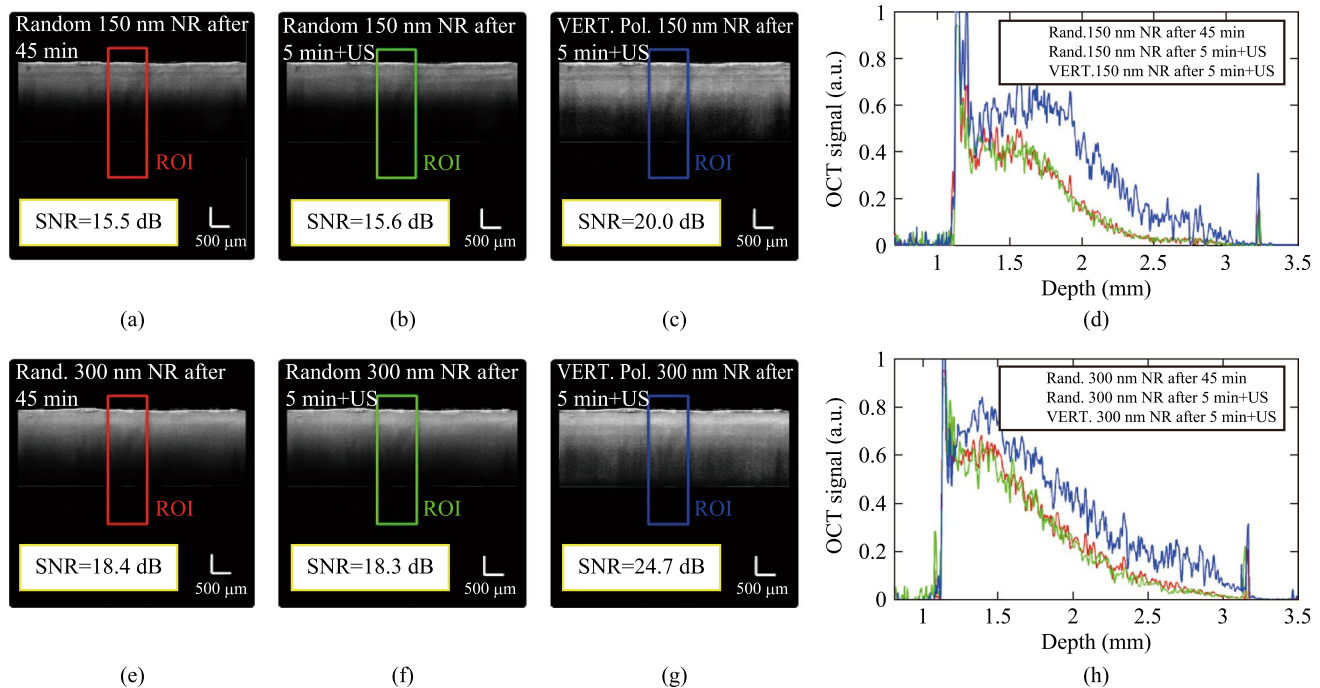 Random 150 nm NR after
45 min
ROI
SNR=15.5 dB
500 μm
(a)
Random 150 nm NR after
5 min+US
ROI
SNR=15.6 dB
500 μm
(b)
VERT. Pol. 150 nm NR after
5 min+US
ROI
SNR=20.0 dB
500 μm
(c)
1
0.8
0.6
0.4
0.2
0
OCT signal (a.u.)
Rand.150 nm NR after 45 min
Rand.150 nm NR after 5 min+US
VERT.150 nm NR after 5 min+US
1
1.5
2
2.5
3
3.5
Depth (mm)
(d)
Rand. 300 nm NR after
45 min
ROI
SNR=18.4 dB
500 μm
(e)
Random 300 nm NR after
5 min+US
ROI
SNR=18.3 dB
500 μm
(f)
VERT. Pol. 300 nm NR after
5 min+US
ROI
SNR=24.7 dB
500 μm
(g)
1
0.8
0.6
0.4
0.2
0
OCT signal (a.u.)
Rand. 300 nm NR after 45 min
Rand. 300 nm NR after 5 min+US
VERT. 300 nm NR after 5 min+US
1
1.5
2
2.5
3
3.5
Depth (mm)
(h)